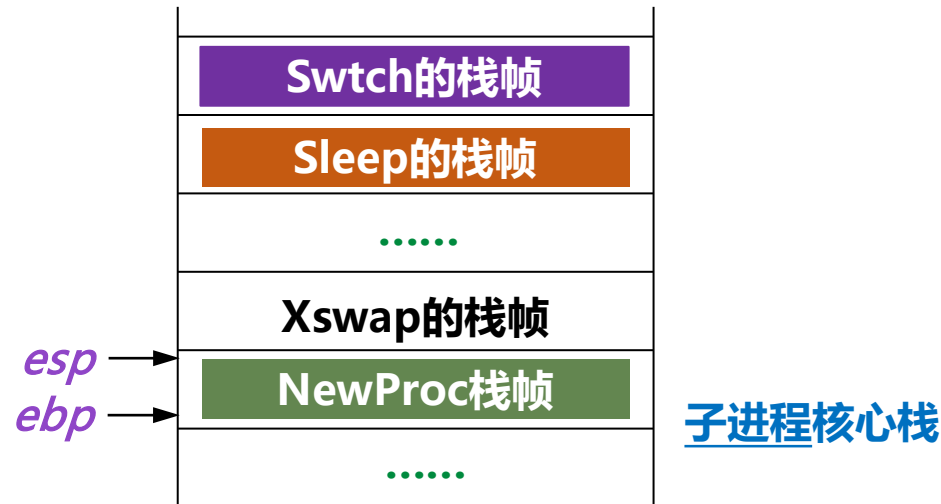 Swtch的栈帧
Sleep的栈帧
……
Xswap的栈帧
esp
NewProc栈帧
ebp
子进程核心栈
……